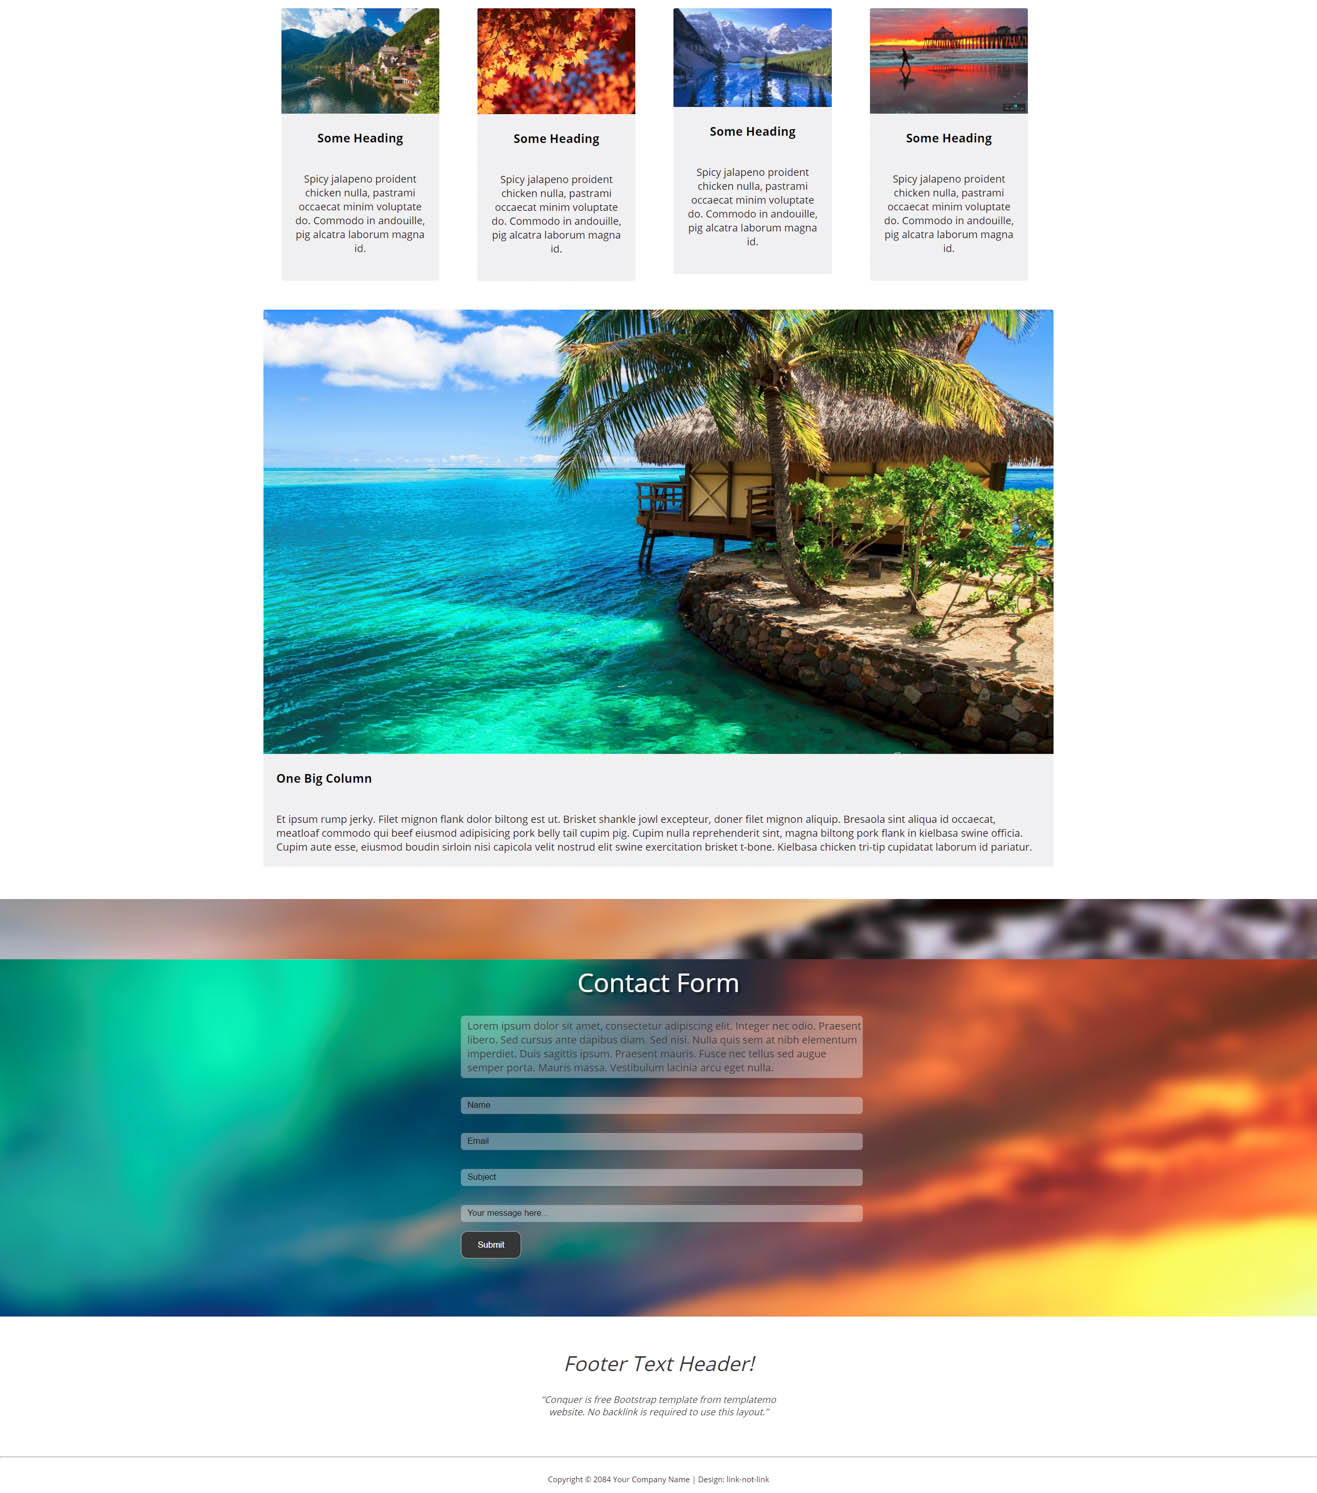 Some Heading
Spicy jalapeno proident
chicken nulla, pastrami
occaecat minim voluptate
do. Commodo in andouille,
pig alcatra laborum magna
id.
Some Heading
Spicy jalapeno proident
chicken nulla, pastrami
occaecat minim voluptate
do. Commodo in andouille,
pig alcatra laborum magna
id.
Some Heading
Spicy jalapeno proident
chicken nulla, pastrami
occaecat minim voluptate
do. Commodo in andouille,
pig alcatra laborum magna
id.
Some Heading
Spicy jalapeno proident
chicken nulla, pastrami
occaecat minim voluptate
do. Commodo in andouille,
pig alcatra laborum magna
id.
One Big Column
Et ipsum rump jerky. Filet mignon flank dolor biltong est ut. Brisket shankle jowl excepteur, doner filet mignon aliquip. Bresaola sint aliqua id occaecat,
meatloaf commodo qui beef eiusmod adipisicing pork belly tail cupim pig. Cupim nulla reprehenderit sint, magna biltong pork flank in kielbasa swine officia.
Cupim aute esse, eiusmod boudin sirloin nisi capicola velit nostrud elit swine exercitation brisket t-bone. Kielbasa chicken tri-tip cupidatat laborum id pariatur.
Contact Form
Lorem ipsum dolor sit amet, consectetur adipiscing elit. Integer nec odio. Praesent
libero. Sed cursus ante dapibus diam. Sed nisi. Nulla quis sem at nibh elementum
imperdiet. Duis sagittis ipsum. Praesent mauris. Fusce nec tellus sed augue
semper porta. Mauris massa. Vestibulum lacinia arcu eget nulla.
Name
Email
Subject
Your message here...
Submit
Footer Text Header!
"Conquer is free Bootstrap template from templatemo
website. No backlink is required to use this layout."
Copyright © 2084 Your Company Name | Design: link-not-link